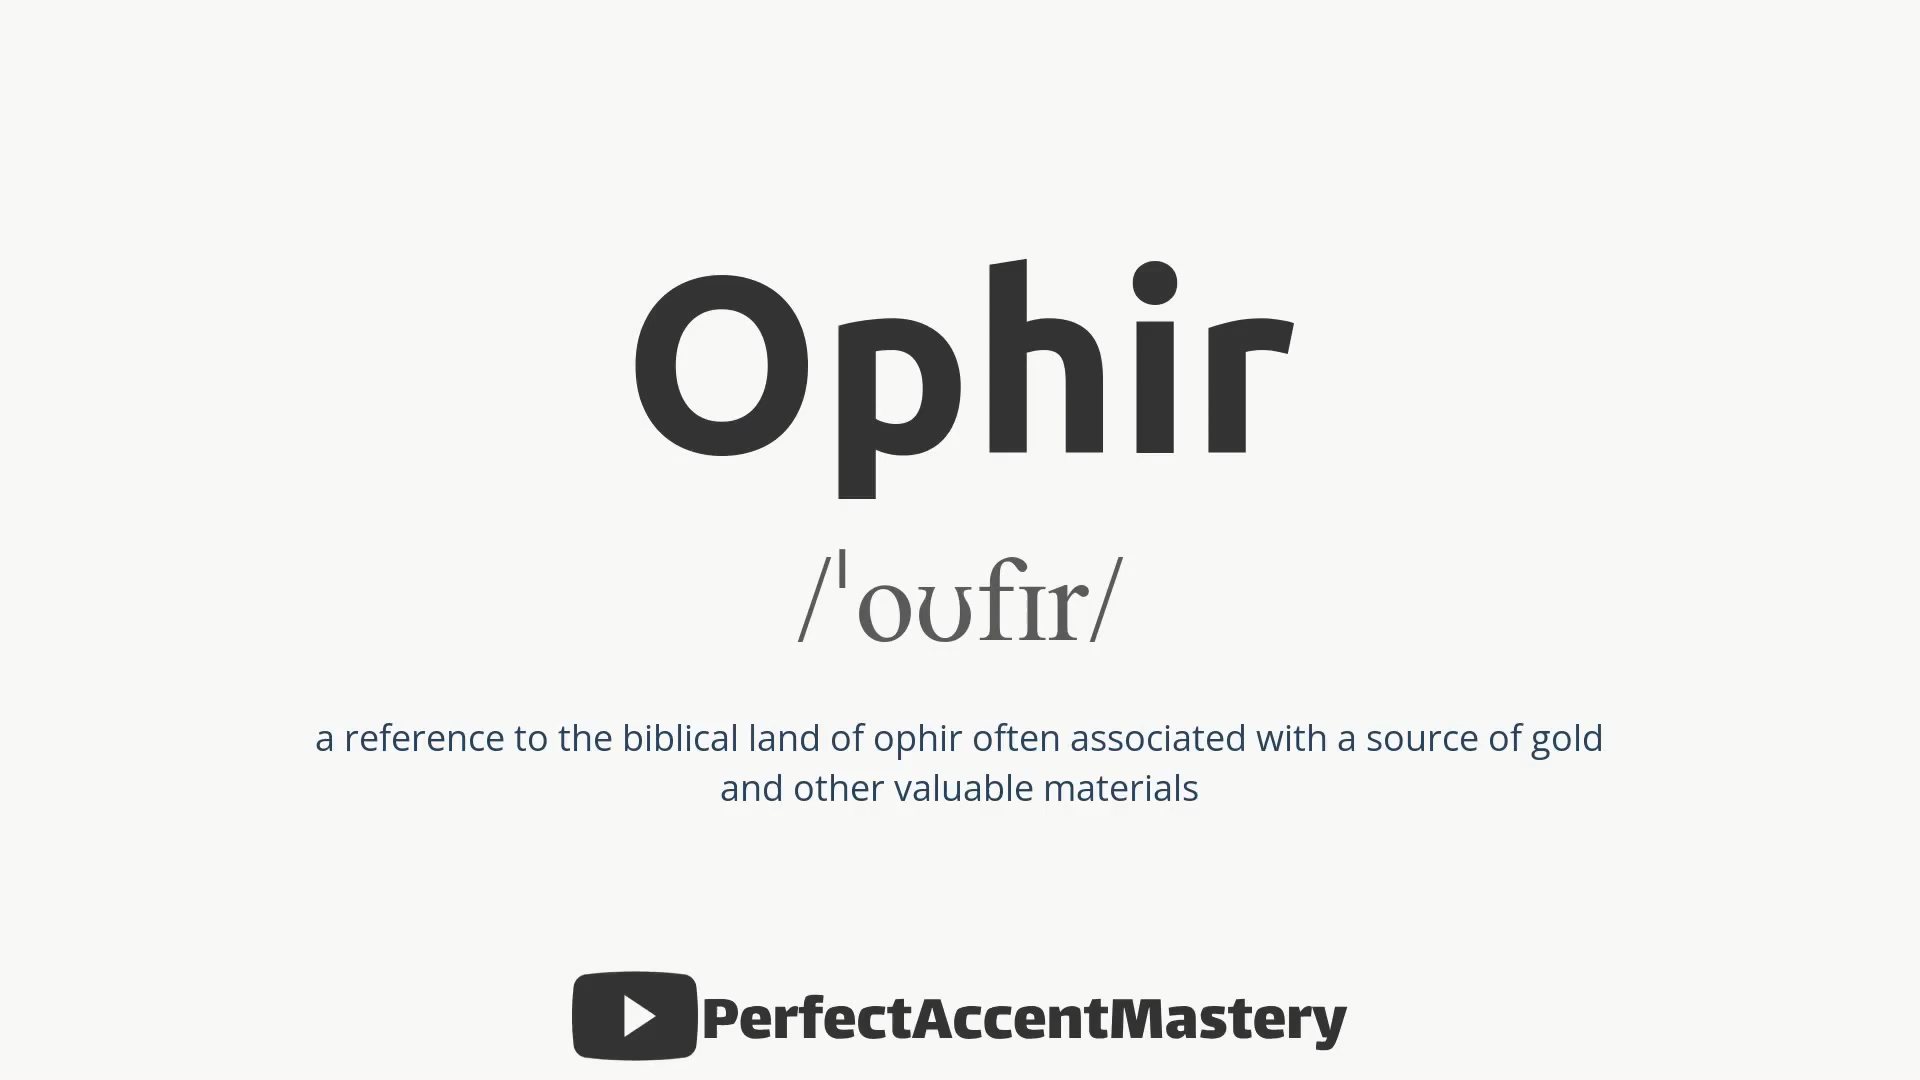 Ophir
/ˈoʊfɪr/
a reference to the biblical land of ophir often associated with a source of gold
and other valuable materials
PerfectAccentMastery